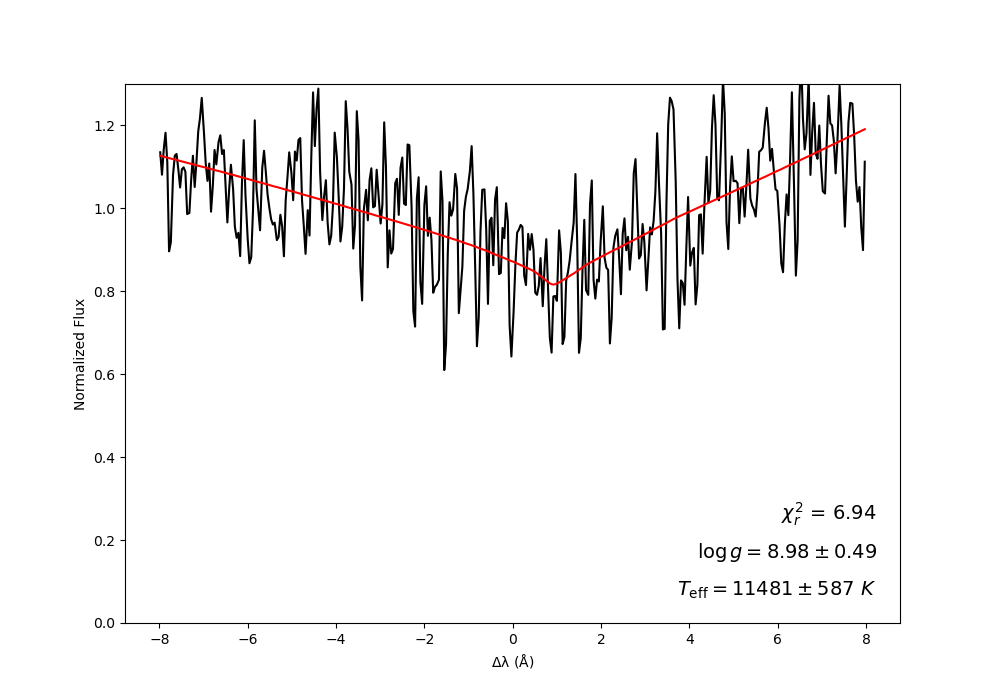 1.2
1.0
0.8
0.6
0.4
0.2
0.0
Normalized Flux
χ²ᵣ = 6.94
log g = 8.98 ± 0.49
T_eff = 11481 ± 587 K
−8 −6 −4 −2 0 2 4 6 8
Δλ (Å)